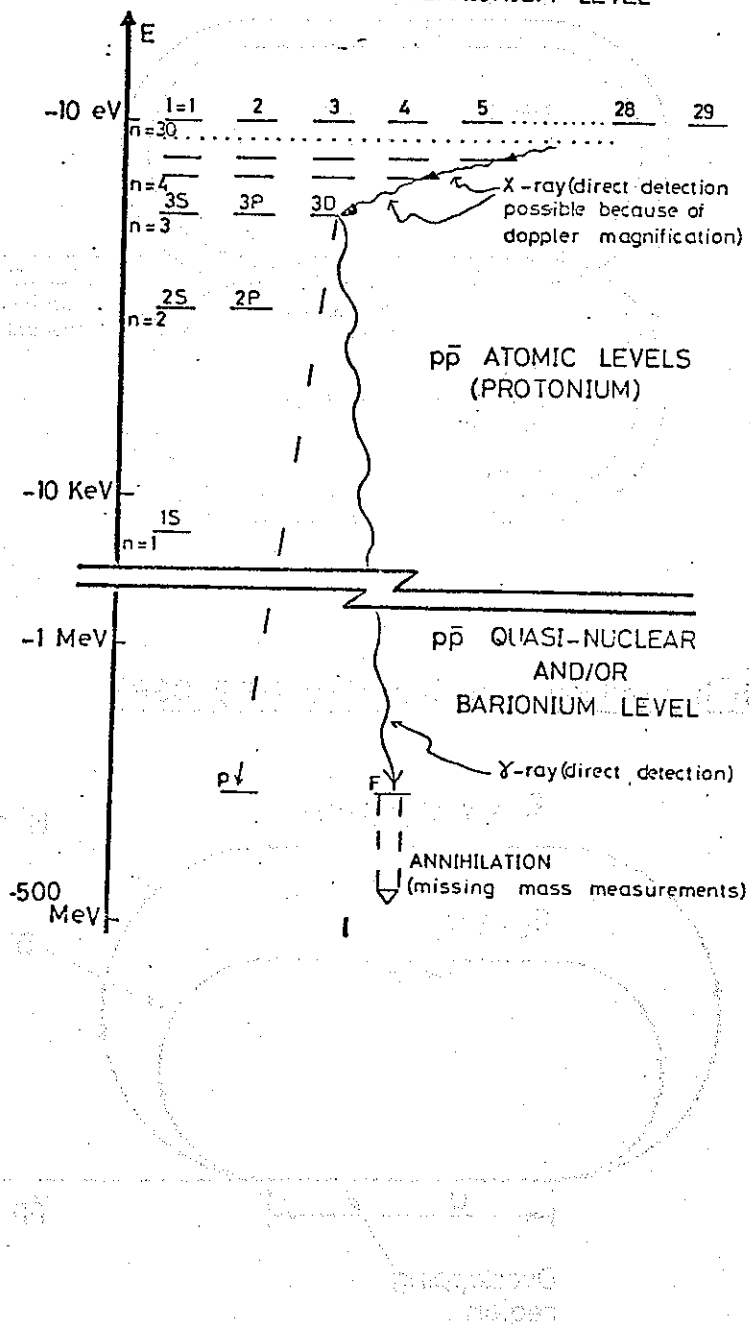 LEVEL
E
-10 eV
1=1 2 3 4 5 28 29
n=30
n=4
X-ray(direct detection
possible because of
doppler magnification)
3S 3P 3D
n=3
2S 2P
n=2
pp̄ ATOMIC LEVELS
(PROTONIUM)
-10 KeV
1S
n=1
-1 MeV
pp̄ QUASI-NUCLEAR
AND/OR
BARIONIUM LEVEL
γ-ray(direct detection)
P
F
ANNIHILATION
(missing mass measurements)
-500
MeV